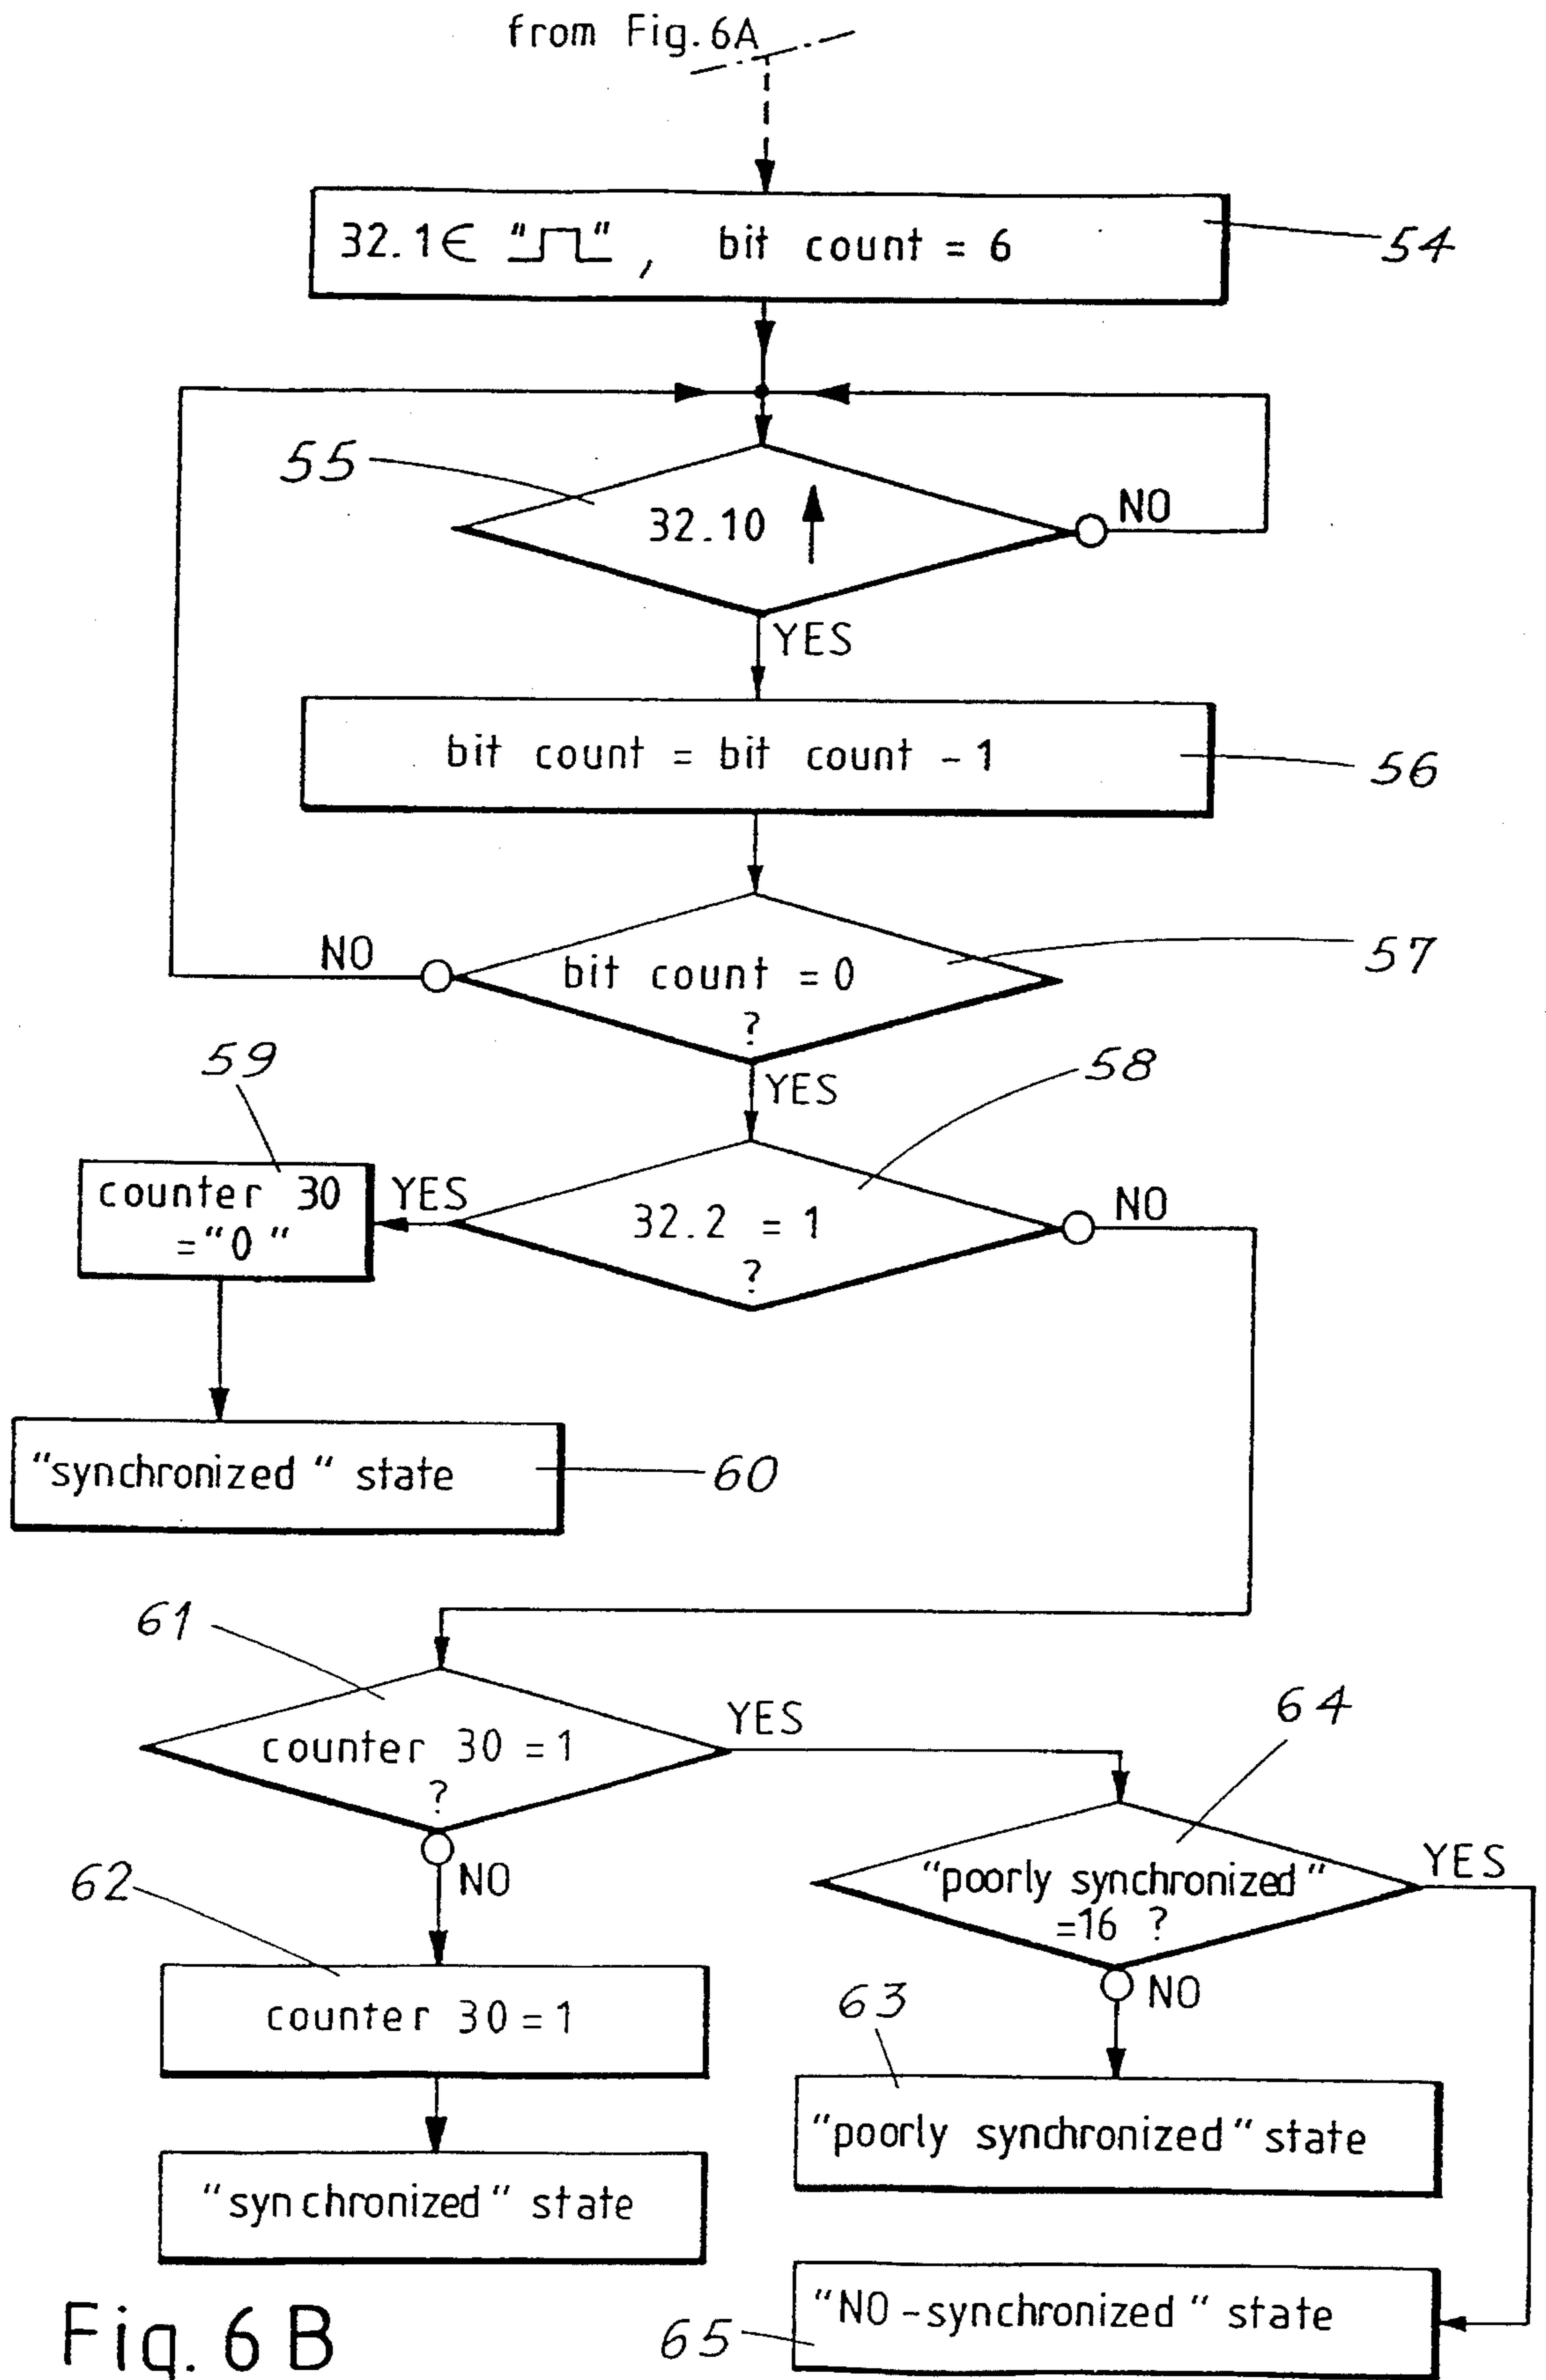 from Fig. 6A
32.1∈ "⎍", bit count = 6
54
55
32.10 ↑
NO
YES
bit count = bit count - 1
56
NO
bit count = 0
?
57
YES
58
59
counter 30
="0"
YES
32.2 = 1
?
NO
"synchronized" state
60
61
counter 30 = 1
?
YES
64
NO
62
"poorly synchronized"
=16 ?
YES
NO
counter 30 = 1
63
"poorly synchronized" state
"synchronized" state
"NO-synchronized" state
65
Fig. 6 B